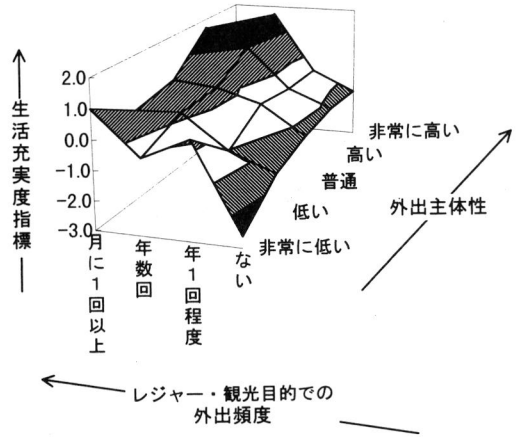 生活充実度指標
2.0
1.0
0.0
-1.0
-2.0
-3.0
月に1回以上
年数回
年1回程度
ない
非常に低い
低い
普通
高い
非常に高い
外出主体性
レジャー・観光目的での
外出頻度